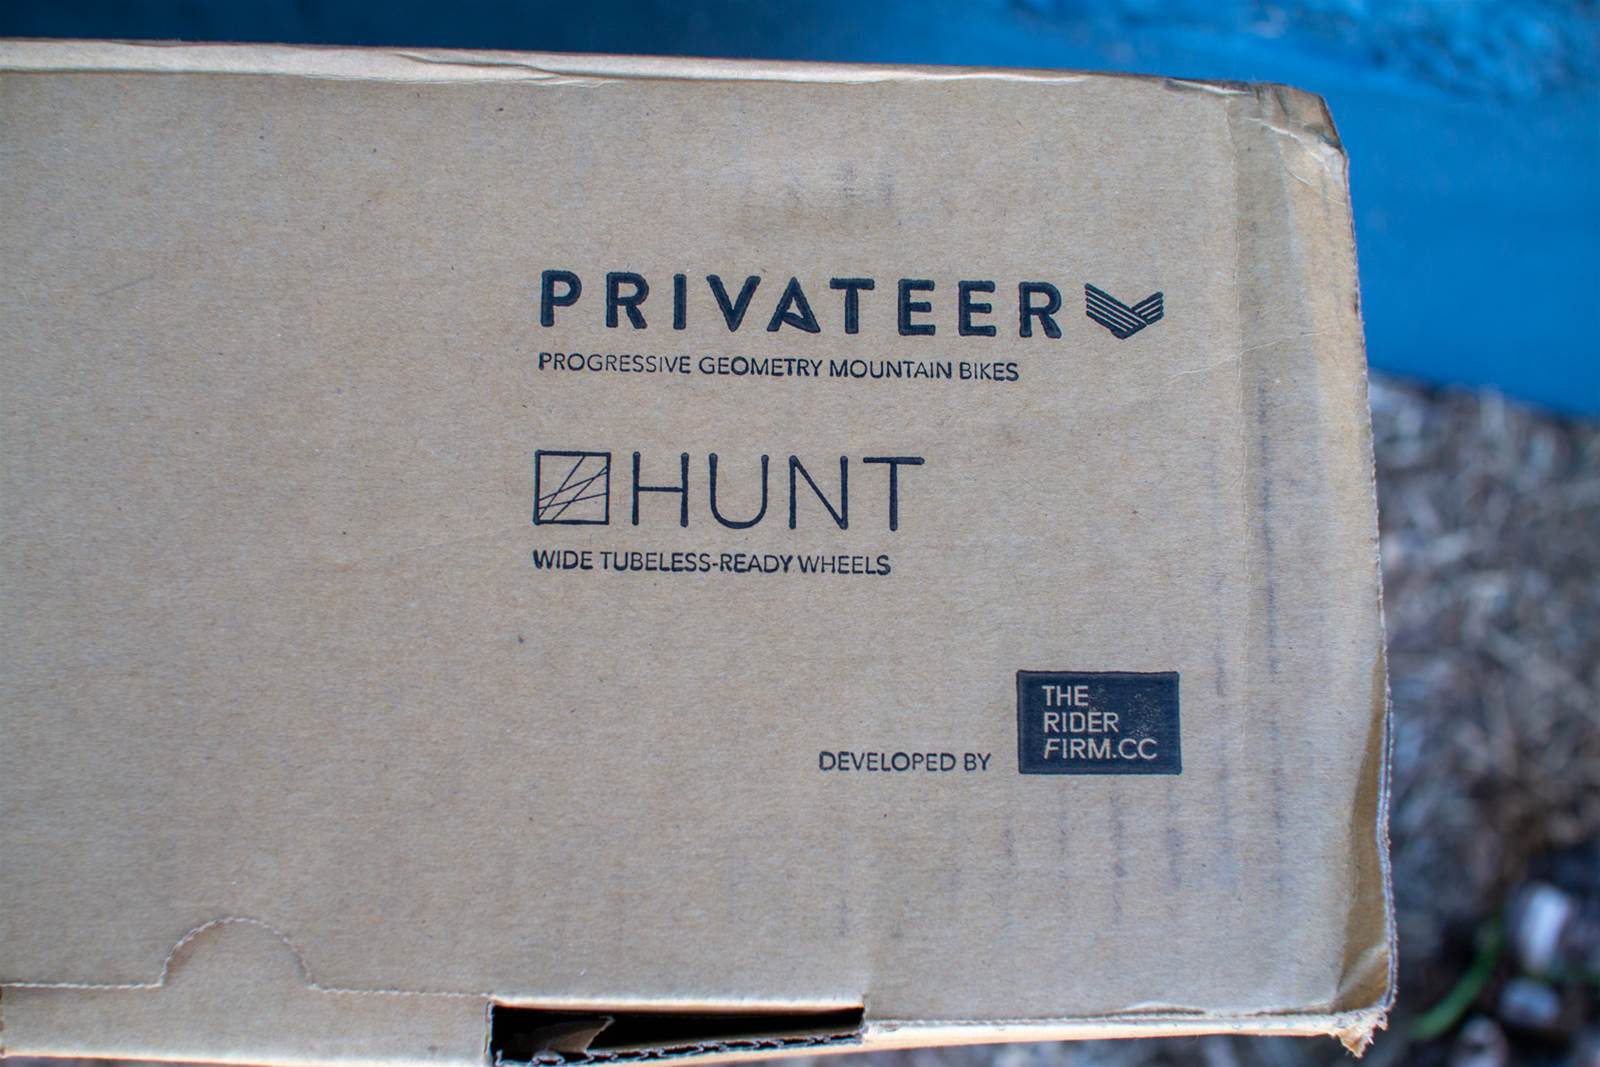 PRIVATEER
PROGRESSIVE GEOMETRY MOUNTAIN BIKES
HUNT
WIDE TUBELESS-READY WHEELS
DEVELOPED BY
THE
RIDER
FIRM.CC